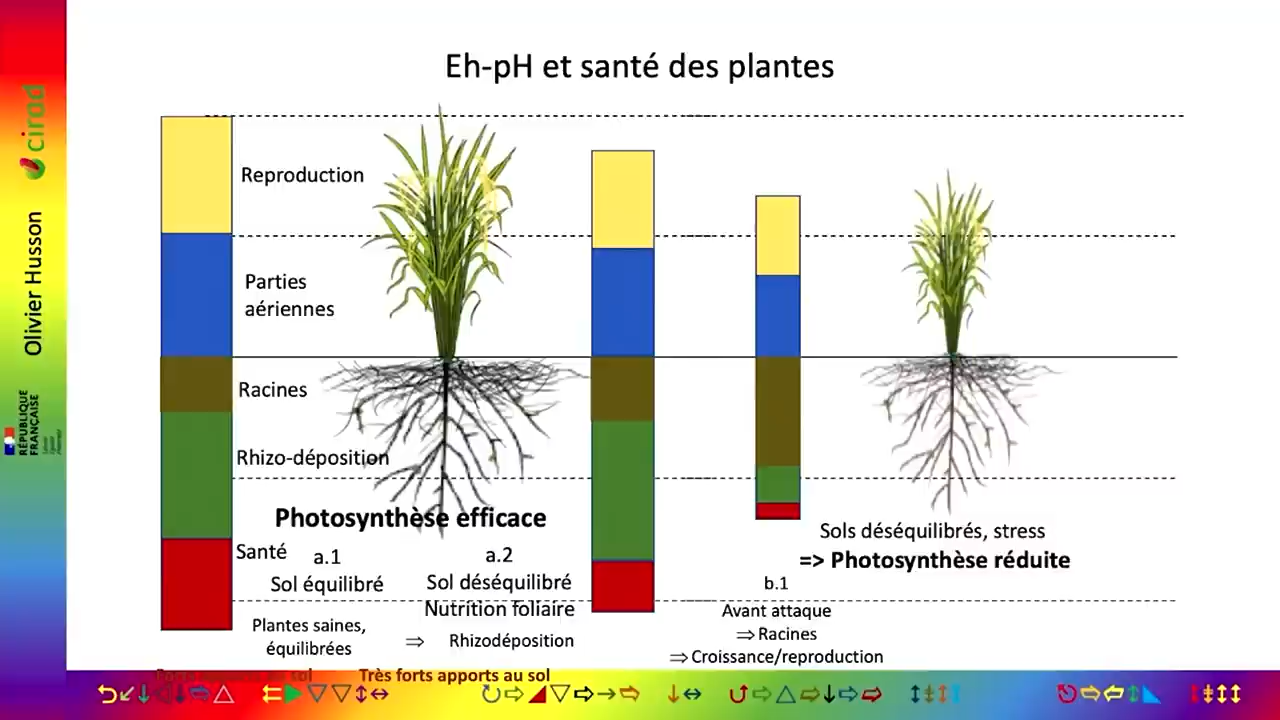 Eh-pH et santé des plantes
cirad
Olivier Husson
RÉPUBLIQUE
FRANÇAISE
Reproduction
Parties
aériennes
Racines
Rhizo-déposition
Photosynthèse efficace
Santé
a.1
Sol équilibré
Plantes saines,
équilibrées
a.2
Sol déséquilibré
Nutrition foliaire
⇒ Rhizodéposition
Très forts apports au sol
b.1
Avant attaque
⇒ Racines
⇒ Croissance/reproduction
Sols déséquilibrés, stress
=> Photosynthèse réduite